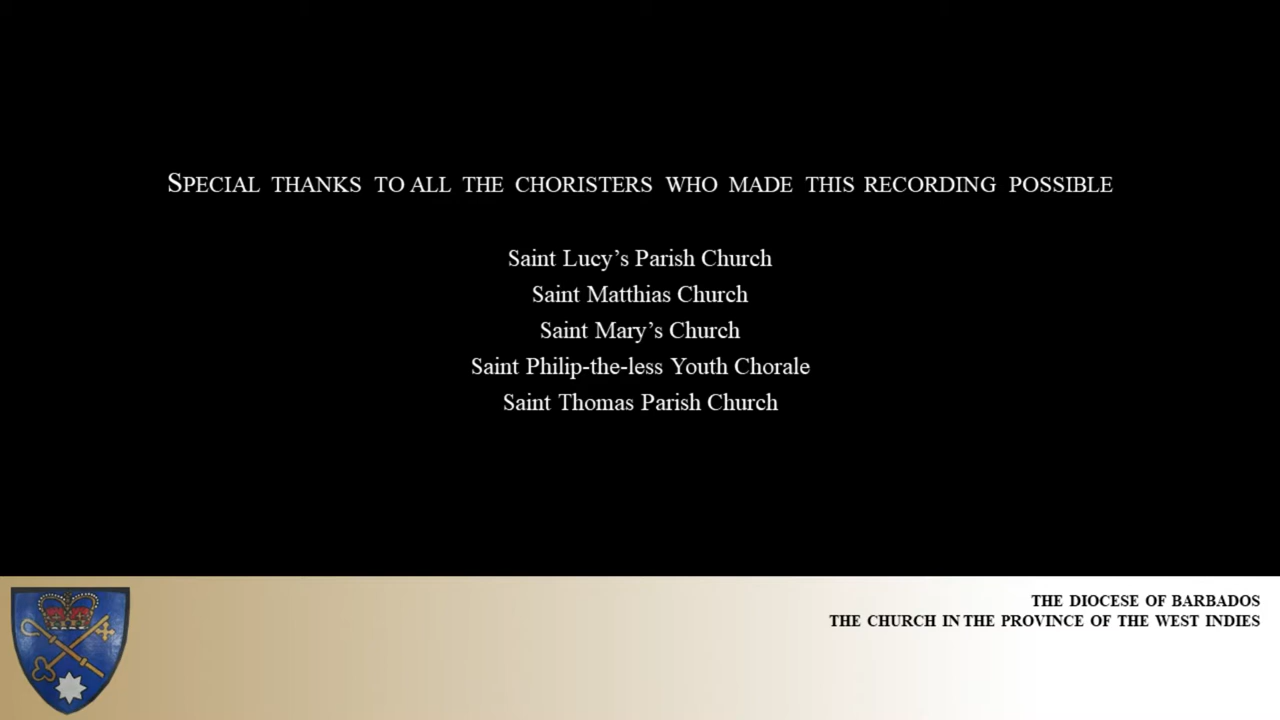 SPECIAL THANKS TO ALL THE CHORISTERS WHO MADE THIS RECORDING POSSIBLE
Saint Lucy’s Parish Church
Saint Matthias Church
Saint Mary’s Church
Saint Philip-the-less Youth Chorale
Saint Thomas Parish Church
THE DIOCESE OF BARBADOS
THE CHURCH IN THE PROVINCE OF THE WEST INDIES